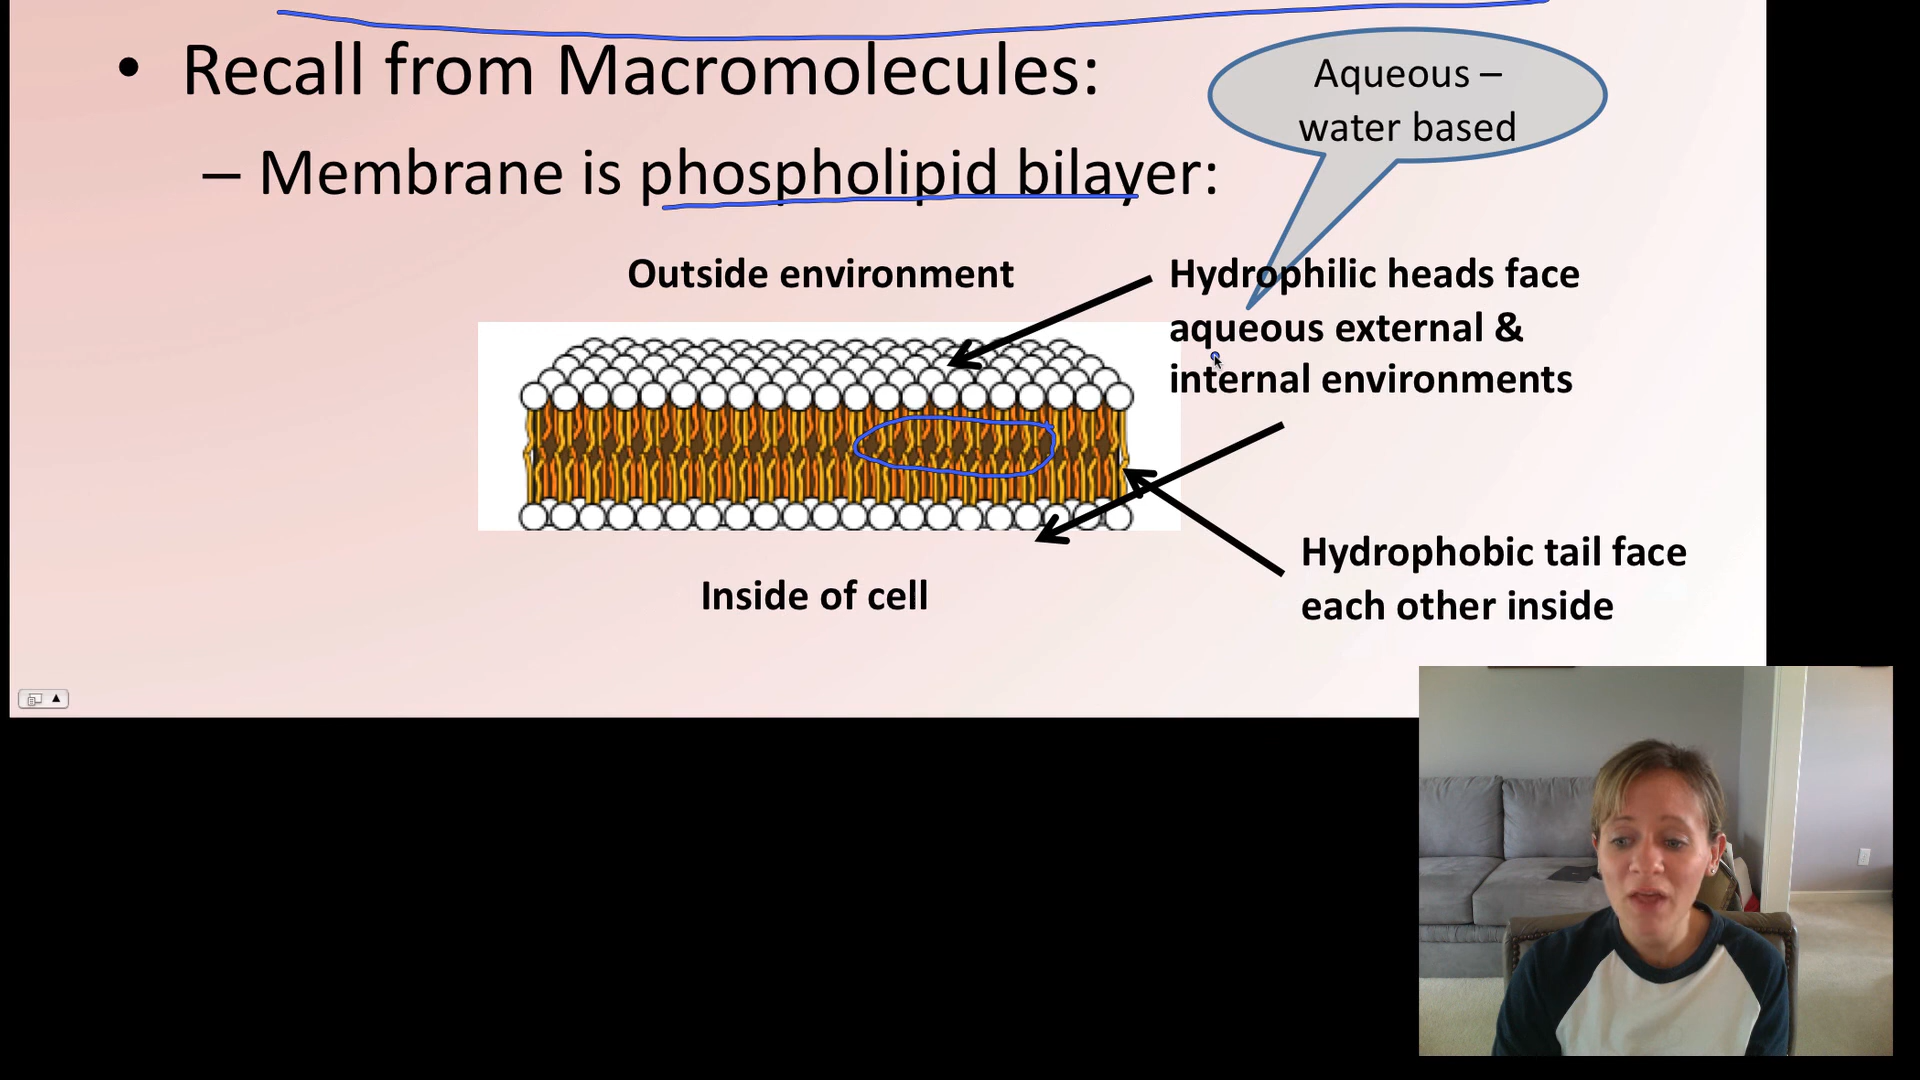 • Recall from Macromolecules:
– Membrane is phospholipid bilayer:
Aqueous –
water based
Outside environment
Hydrophilic heads face
aqueous external &
internal environments
Inside of cell
Hydrophobic tail face
each other inside